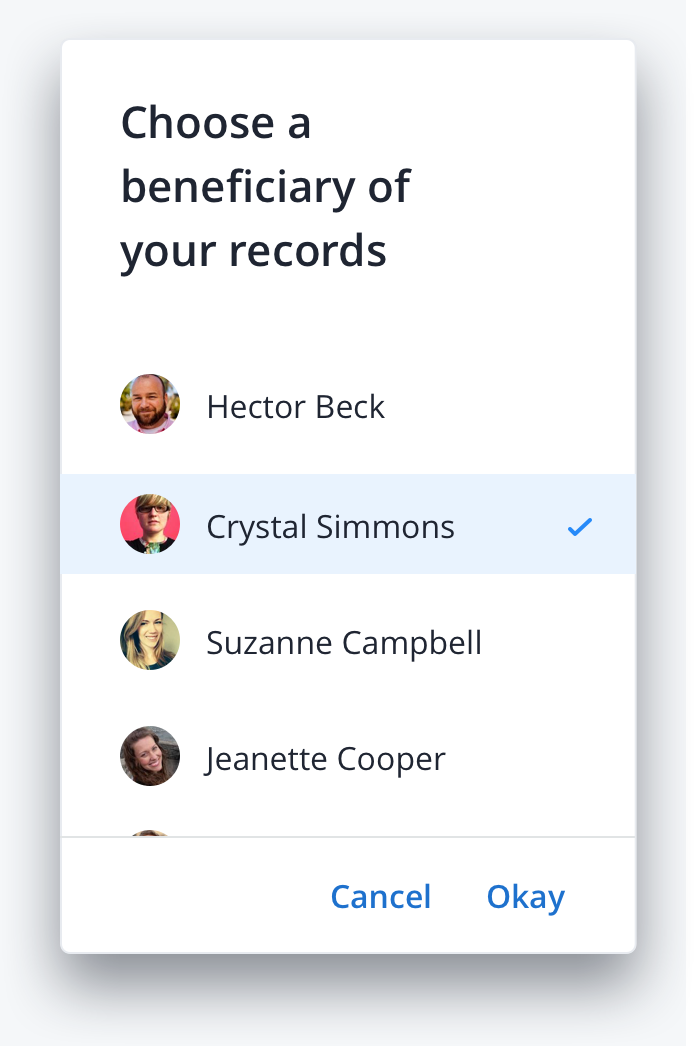 Choose a
beneficiary of
your records
Hector Beck
Crystal Simmons
Suzanne Campbell
Jeanette Cooper
Cancel Okay